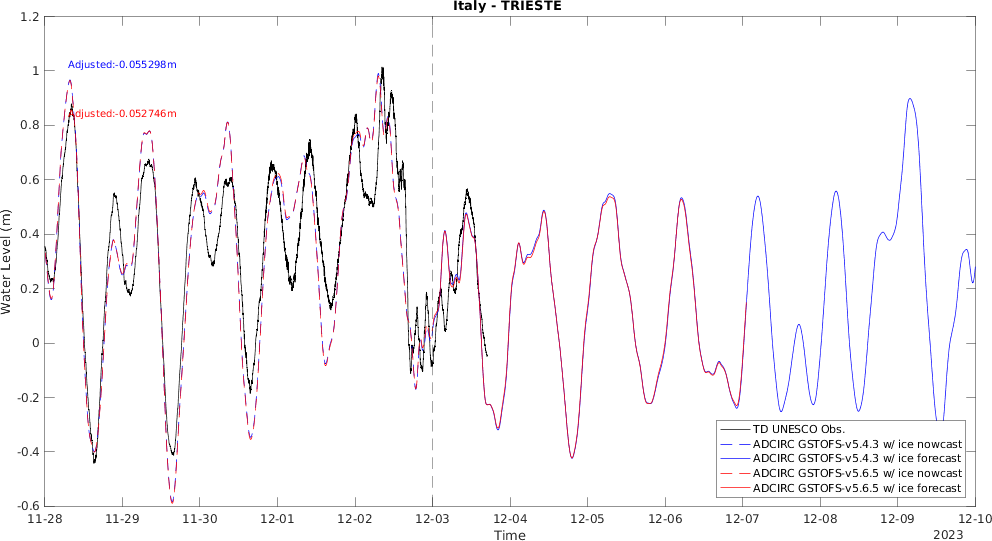 Italy - TRIESTE
1.2
1
0.8
0.6
0.4
0.2
0
-0.2
-0.4
-0.6
Water Level (m)
Adjusted:-0.055298m
Adjusted:-0.052746m
TD UNESCO Obs.
ADCIRC GSTOFS-v5.4.3 w/ ice nowcast
ADCIRC GSTOFS-v5.4.3 w/ ice forecast
ADCIRC GSTOFS-v5.6.5 w/ ice nowcast
ADCIRC GSTOFS-v5.6.5 w/ ice forecast
11-28 11-29 11-30 12-01 12-02 12-03 12-04 12-05 12-06 12-07 12-08 12-09 12-10
Time
2023